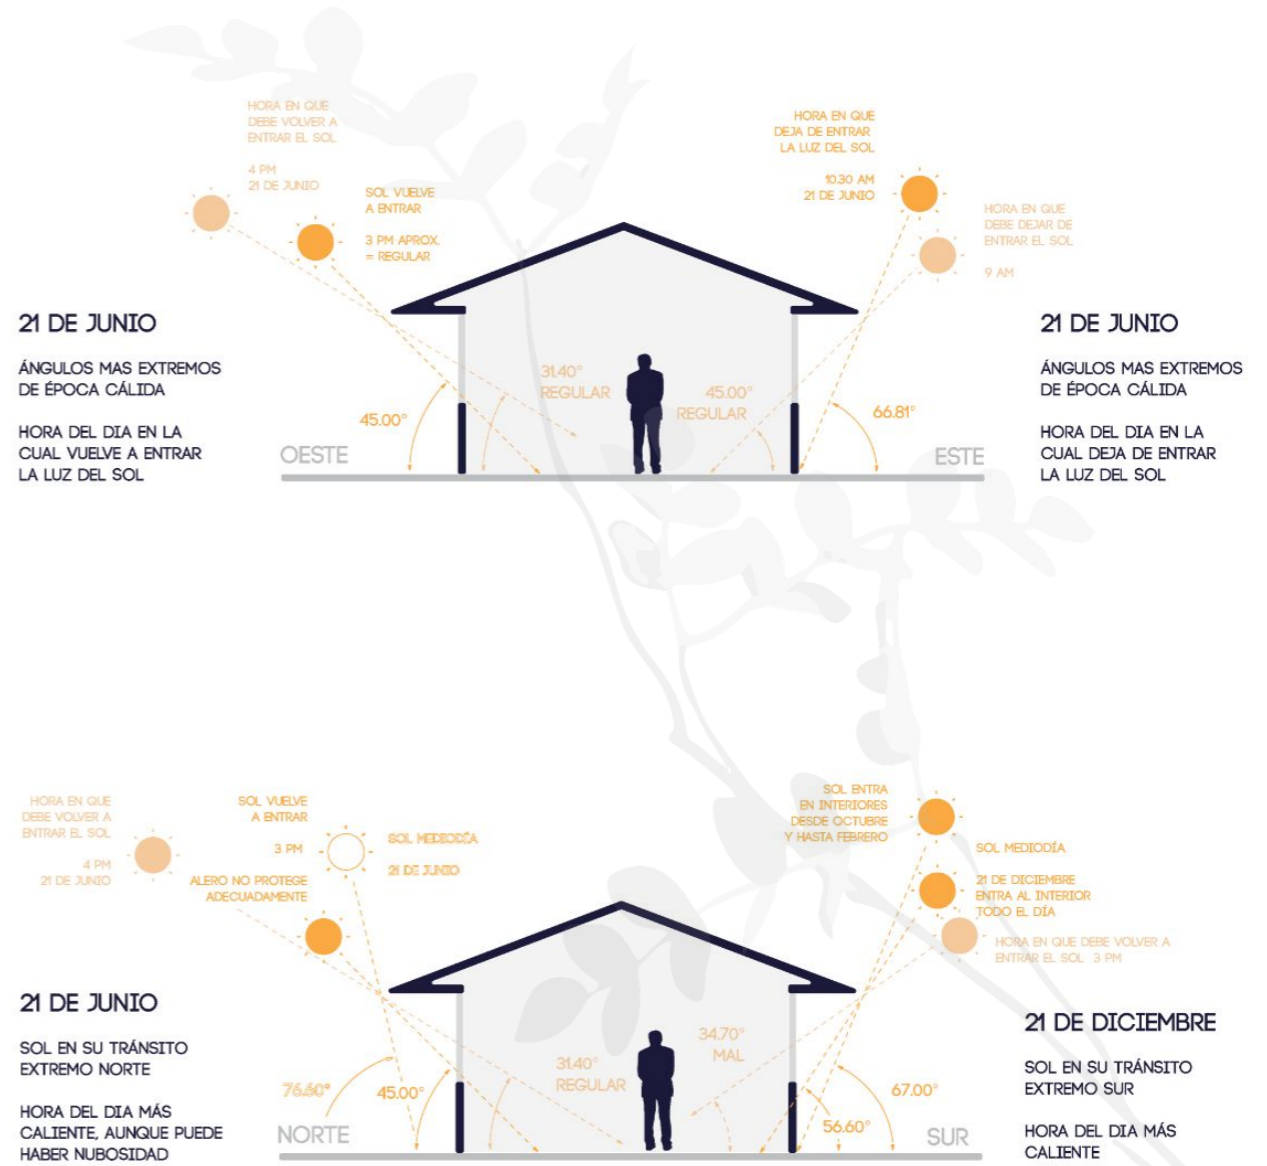 HORA EN QUE
DEBE VOLVER A
ENTRAR EL SOL
4 PM
21 DE JUNIO
SOL VUELVE
A ENTRAR
3 PM APROX.
= REGULAR
HORA EN QUE
DEJA DE ENTRAR
LA LUZ DEL SOL
10.30 AM
21 DE JUNIO
HORA EN QUE
DEBE DEJAR DE
ENTRAR EL SOL
9 AM
21 DE JUNIO
ÁNGULOS MAS EXTREMOS
DE ÉPOCA CÁLIDA
HORA DEL DIA EN LA
CUAL VUELVE A ENTRAR
LA LUZ DEL SOL
45.00°
31.40°
REGULAR
45.00°
REGULAR
66.81°
OESTE
ESTE
21 DE JUNIO
ÁNGULOS MAS EXTREMOS
DE ÉPOCA CÁLIDA
HORA DEL DIA EN LA
CUAL DEJA DE ENTRAR
LA LUZ DEL SOL
HORA EN QUE
DEBE VOLVER A
ENTRAR EL SOL
4 PM
21 DE JUNIO
SOL VUELVE
A ENTRAR
3 PM
ALERO NO PROTEGE
ADECUADAMENTE
SOL MEDIODÍA
21 DE JUNIO
SOL ENTRA
EN INTERIORES
DESDE OCTUBRE
Y HASTA FEBRERO
SOL MEDIODÍA
21 DE DICIEMBRE
ENTRA AL INTERIOR
TODO EL DÍA
HORA EN QUE DEBE VOLVER A
ENTRAR EL SOL 3 PM
21 DE JUNIO
SOL EN SU TRÁNSITO
EXTREMO NORTE
HORA DEL DIA MÁS
CALIENTE, AUNQUE PUEDE
HABER NUBOSIDAD
76.60°
45.00°
31.40°
REGULAR
34.70°
MAL
56.60°
67.00°
NORTE
SUR
21 DE DICIEMBRE
SOL EN SU TRÁNSITO
EXTREMO SUR
HORA DEL DIA MÁS
CALIENTE